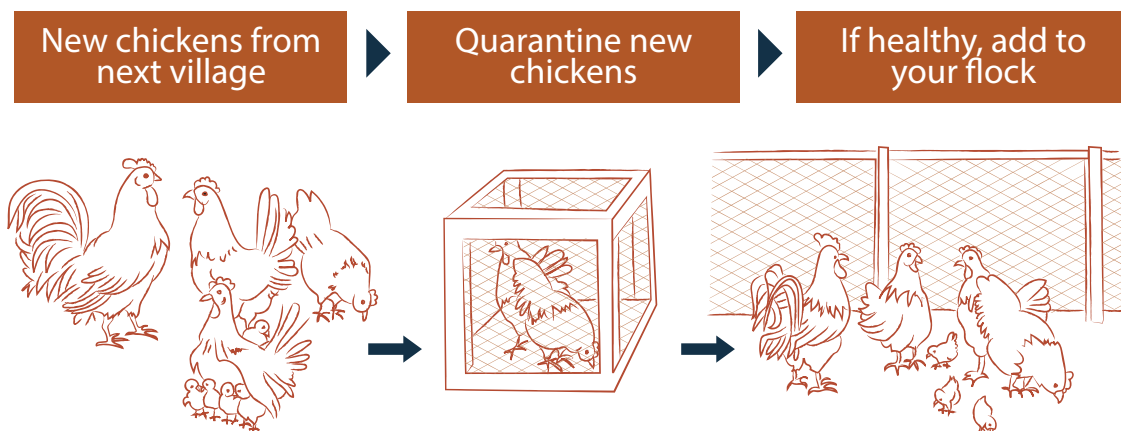 New chickens from
next village
Quarantine new
chickens
If healthy, add to
your flock